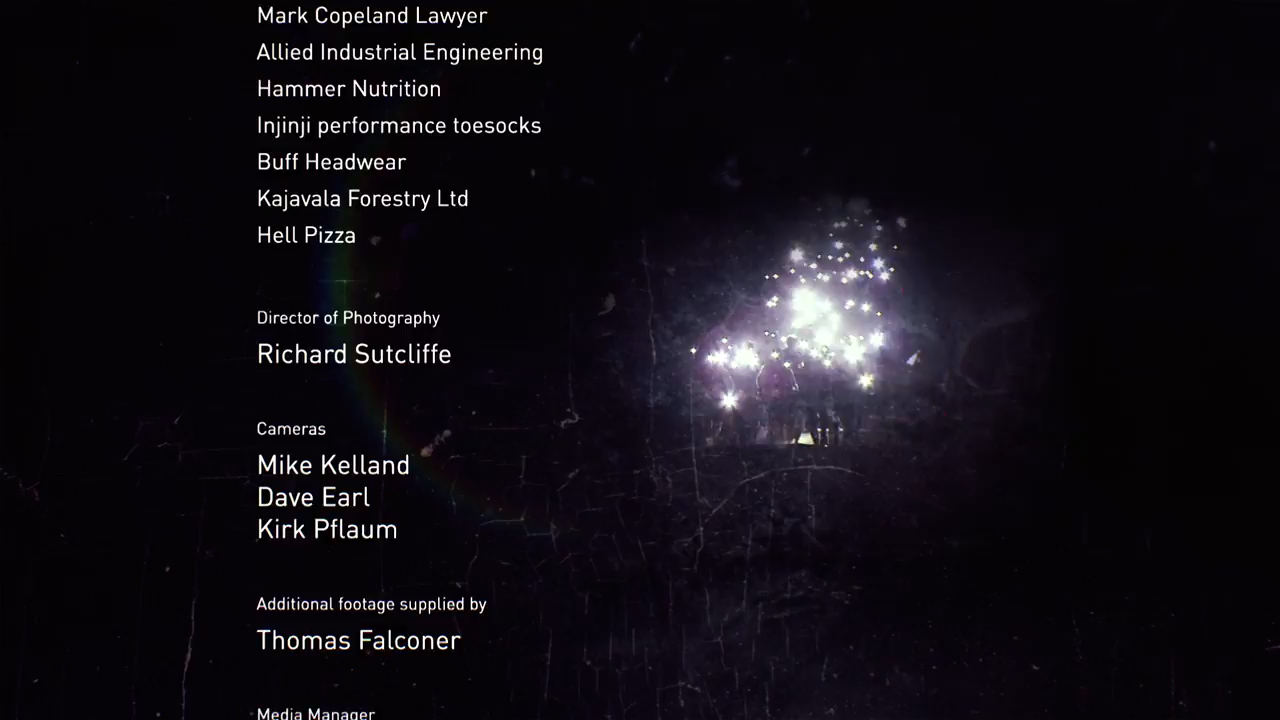 Mark Copeland Lawyer
Allied Industrial Engineering
Hammer Nutrition
Injinji performance toesocks
Buff Headwear
Kajavala Forestry Ltd
Hell Pizza
Director of Photography
Richard Sutcliffe
Cameras
Mike Kelland
Dave Earl
Kirk Pflaum
Additional footage supplied by
Thomas Falconer
Media Manager